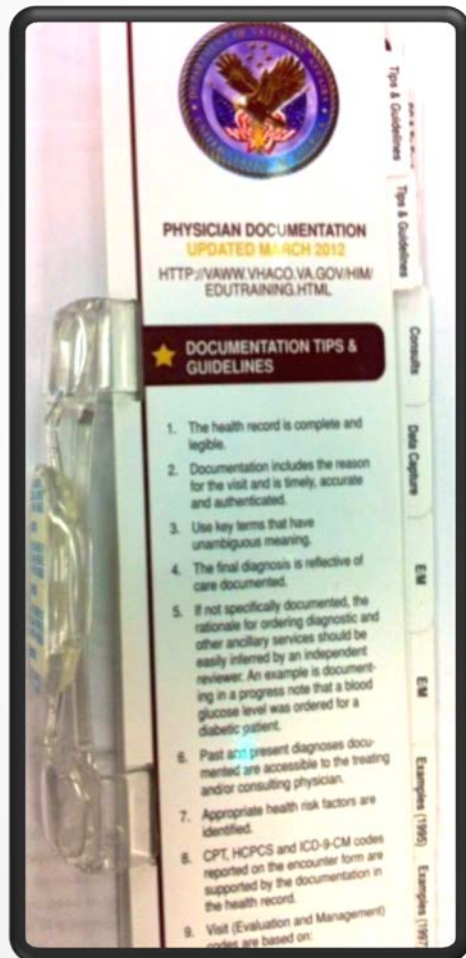 PHYSICIAN DOCUMENTATION
UPDATED MARCH 2012
HTTP://VAWW.VHACO.VA.GOV/HIM/
EDUTRAINING.HTML
DOCUMENTATION TIPS &
GUIDELINES
1. The health record is complete and
legible.
2. Documentation includes the reason
for the visit and is timely, accurate
and authenticated.
3. Use key terms that have
unambiguous meaning.
4. The final diagnosis is reflective of
care documented.
5. If not specifically documented, the
rationale for ordering diagnostic and
other ancillary services should be
easily inferred by an independent
reviewer. An example is document-
ing in a progress note that a blood
glucose level was ordered for a
diabetic patient.
6. Past and present diagnoses docu-
mented are accessible to the treating
and/or consulting physician.
7. Appropriate health risk factors are
identified.
8. CPT, HCPCS and ICD-9-CM codes
reported on the encounter form are
supported by the documentation in
the health record.
9. Visit (Evaluation and Management)
codes are based on:
Tips & Guidelines
Tips & Guidelines
Consults
Data Capture
E/M
E/M
Examples (1995)
Examples (1997